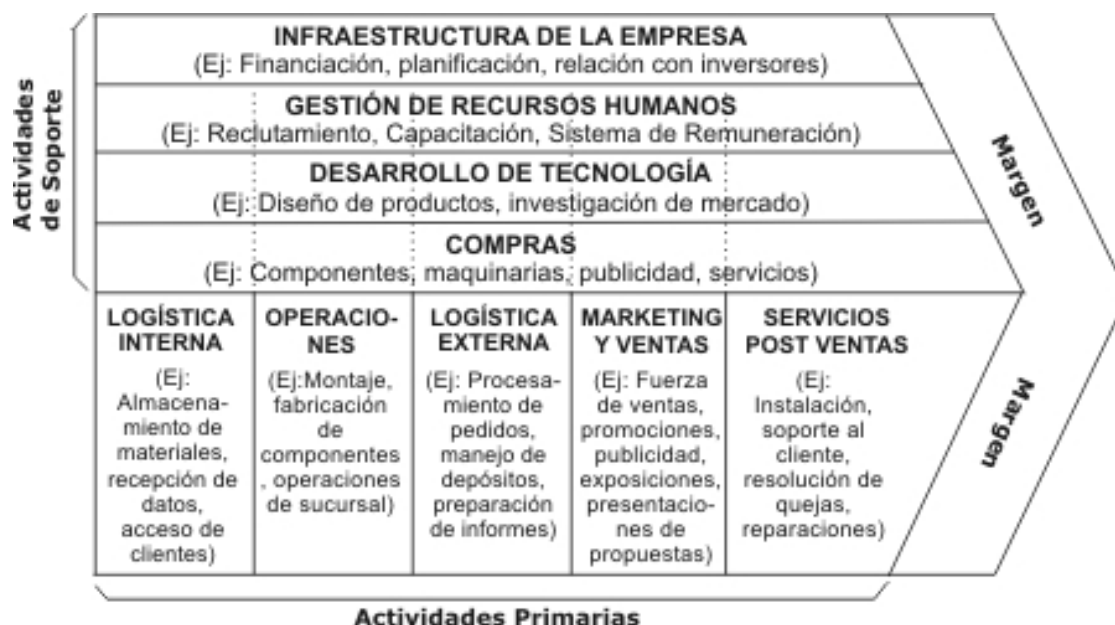 Actividades
de Soporte
INFRAESTRUCTURA DE LA EMPRESA
(Ej: Financiación, planificación, relación con inversores)
GESTIÓN DE RECURSOS HUMANOS
(Ej: Reclutamiento, Capacitación, Sistema de Remuneración)
DESARROLLO DE TECNOLOGÍA
(Ej: Diseño de productos, investigación de mercado)
COMPRAS
(Ej: Componentes, maquinarias, publicidad, servicios)
LOGÍSTICA
INTERNA
(Ej:
Almacena-
miento de
materiales,
recepción de
datos,
acceso de
clientes)
OPERACIO-
NES
(Ej:Montaje,
fabricación
de
componentes
, operaciones
de sucursal)
LOGÍSTICA
EXTERNA
(Ej: Procesa-
miento de
pedidos,
manejo de
depósitos,
preparación
de informes)
MARKETING
Y VENTAS
(Ej: Fuerza
de ventas,
promociones,
publicidad,
exposiciones,
presentacio-
nes de
propuestas)
SERVICIOS
POST VENTAS
(Ej:
Instalación,
soporte al
cliente,
resolución de
quejas,
reparaciones)
Margen
Margen
Actividades Primarias